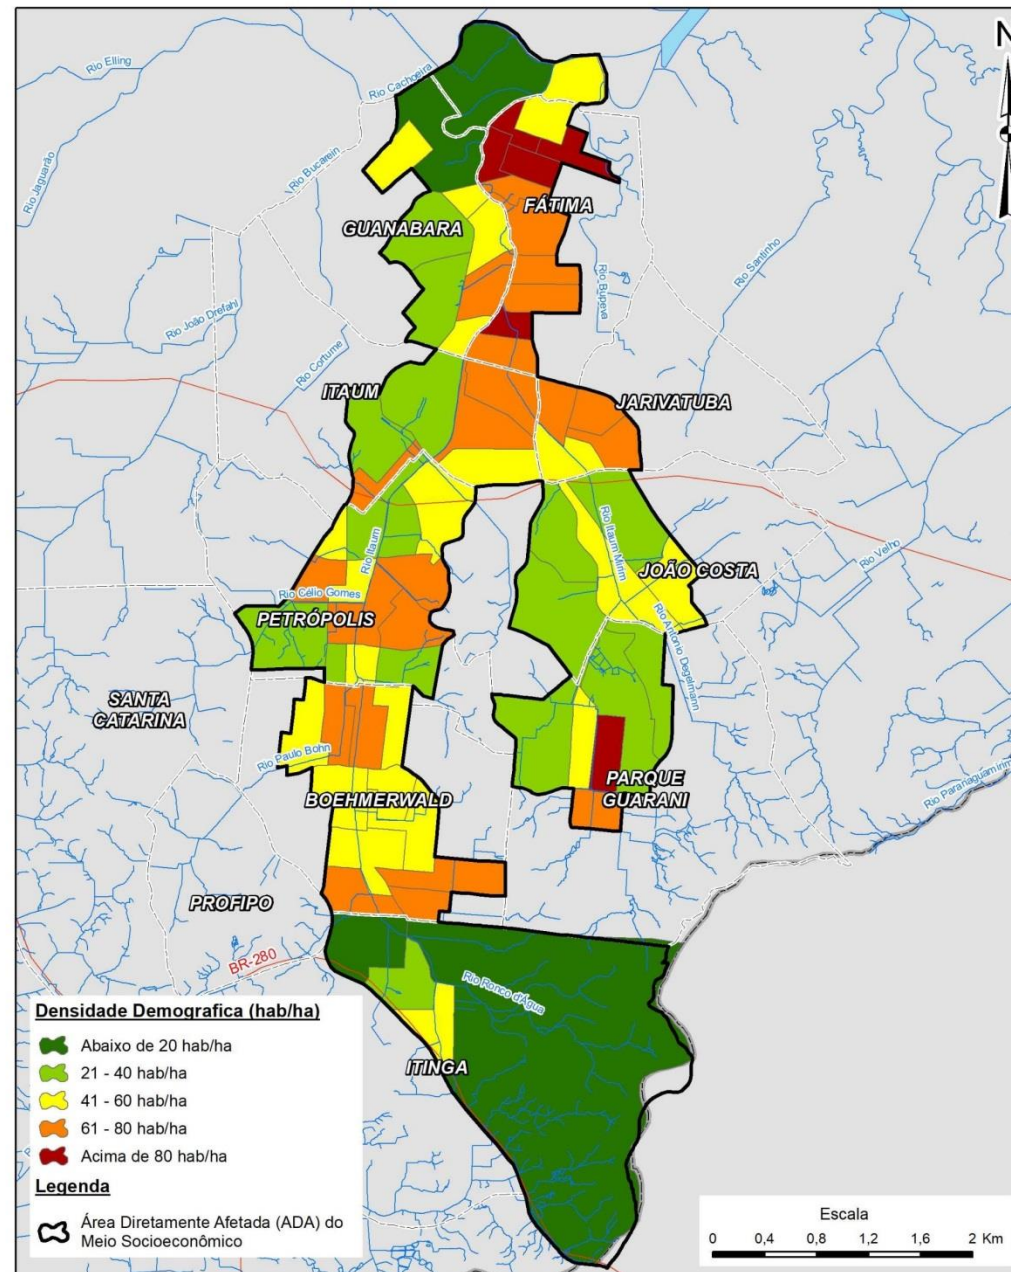 N
Rio Elling
Rio Cachoeira
Rio Jaguarão
Rio Bucarein
FÁTIMA
GUANABARA
Rio Santinho
Rio Bupeva
Rio João Drefahl
Rio Cortume
ITAUM
JARIVATUBA
Rio Itaum
Rio Itaum Mirim
Rio Velho
JOÃO COSTA
Rio Célio Gomes
PETRÓPOLIS
Rio Antonio Degelmann
SANTA
CATARINA
Rio Paulo Bohn
PARQUE
GUARANI
BOEHMERWALD
Rio Paranaguamirim
PROFIPO
BR-280
Rio Ronco d'Água
ITINGA
Densidade Demografica (hab/ha)
Abaixo de 20 hab/ha
21 - 40 hab/ha
41 - 60 hab/ha
61 - 80 hab/ha
Acima de 80 hab/ha
Legenda
Área Diretamente Afetada (ADA) do
Meio Socioeconômico
Escala
0 0,4 0,8 1,2 1,6 2 Km